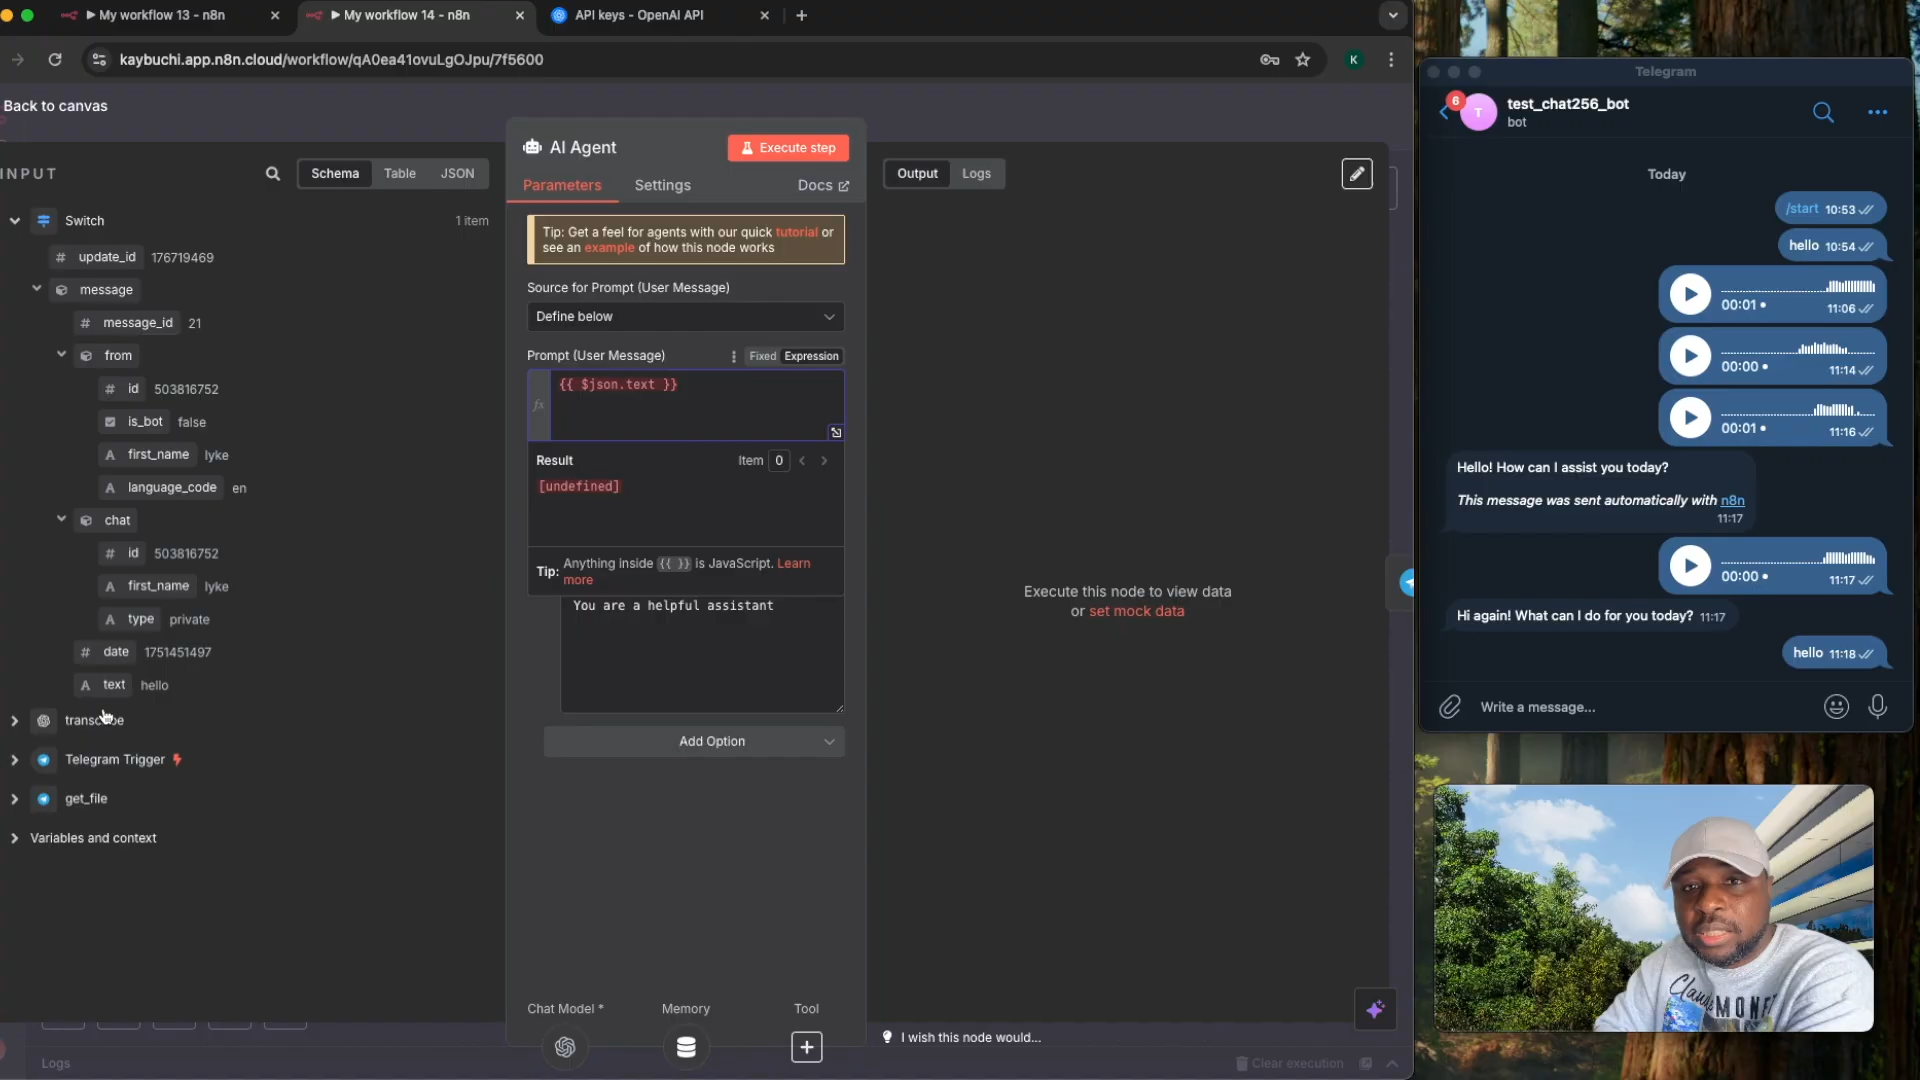 My workflow 13 - n8n
My workflow 14 - n8n
API keys - OpenAI API
kaybuchi.app.n8n.cloud/workflow/qA0ea41ovuLgOJpu/7f5600
K
Back to canvas
INPUT
Schema
Table
JSON
Switch
1 item
# update_id 176719469
message
# message_id 21
from
# id 503816752
is_bot false
A first_name lyke
A language_code en
chat
# id 503816752
A first_name lyke
A type private
# date 1751451497
A text hello
Telegram Trigger
get_file
Variables and context
Logs
AI Agent
Execute step
Parameters
Settings
Docs
Tip: Get a feel for agents with our quick tutorial or
see an example of how this node works
Source for Prompt (User Message)
Define below
Prompt (User Message)
Fixed
Expression
fx
{{ $json.text }}
Result
Item 0
[undefined]
Tip: Anything inside {{ }} is JavaScript. Learn
more
You are a helpful assistant
Add Option
Chat Model *
Memory
Tool
Output
Logs
Execute this node to view data
or set mock data
I wish this node would...
Clear execution
Telegram
6
T
test_chat256_bot
bot
Today
/start 10:53
hello 10:54
00:01
11:06
00:00
11:14
00:01
11:16
Hello! How can I assist you today?
This message was sent automatically with n8n
11:17
00:00
11:17
Hi again! What can I do for you today? 11:17
hello 11:18
Write a message...